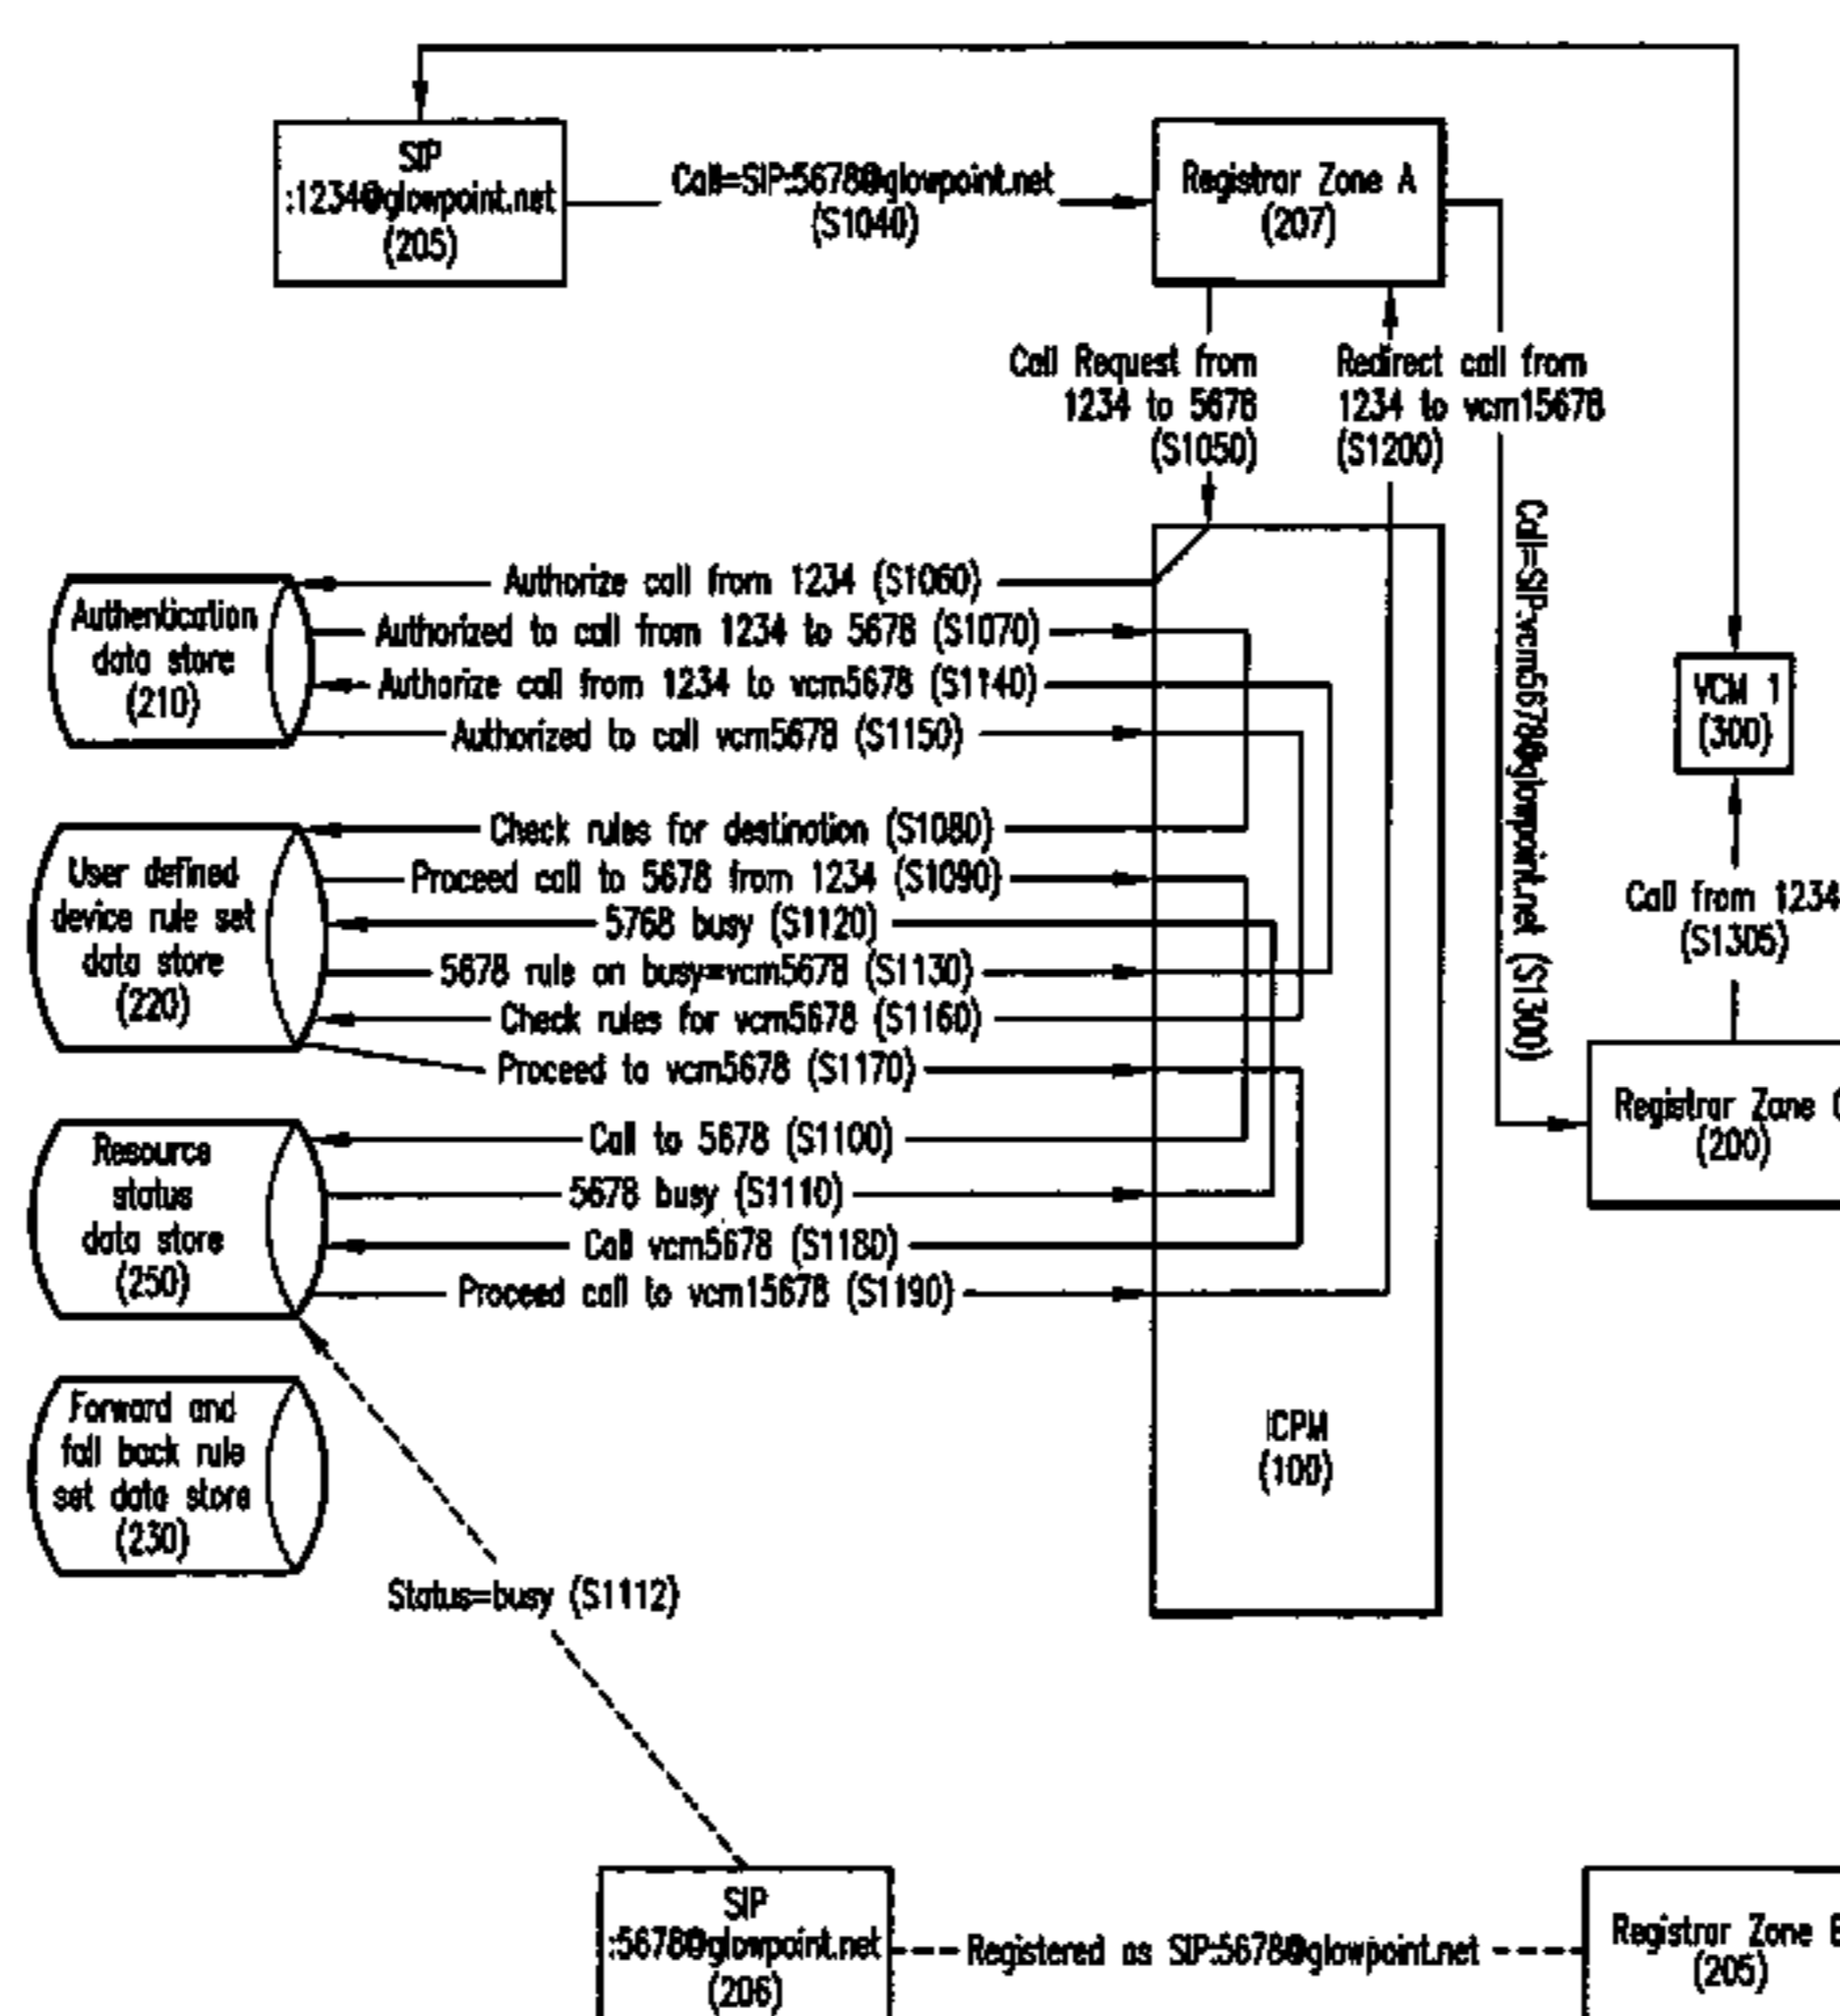 SIP
:1234@glowpoint.net
(205)
Call=SIP:5678@glowpoint.net
(S1040)
Registrar Zone A
(207)
Call Request from
1234 to 5678
(S1050)
Redirect call from
1234 to vcm15678
(S1200)
Authentication
data store
(210)
Authorize call from 1234 (S1060)
Authorized to call from 1234 to 5678 (S1070)
Authorize call from 1234 to vcm5678 (S1140)
Authorized to call vcm5678 (S1150)
Call=SIP:vcm5678@glowpoint.net (S1300)
VCM 1
(300)
User defined
device rule set
data store
(220)
Check rules for destination (S1080)
Proceed call to 5678 from 1234 (S1090)
5768 busy (S1120)
5678 rule on busy=vcm5678 (S1130)
Check rules for vcm5678 (S1160)
Proceed to vcm5678 (S1170)
Call from 1234
(S1305)
Registrar Zone
(200)
Resource
status
data store
(250)
Call to 5678 (S1100)
5678 busy (S1110)
Call vcm5678 (S1180)
Proceed call to vcm15678 (S1190)
Forward and
fall back rule
set data store
(230)
ICPM
(100)
Status=busy (S1112)
SIP
:5678@glowpoint.net
(206)
Registered as SIP:5678@glowpoint.net
Registrar Zone
(205)